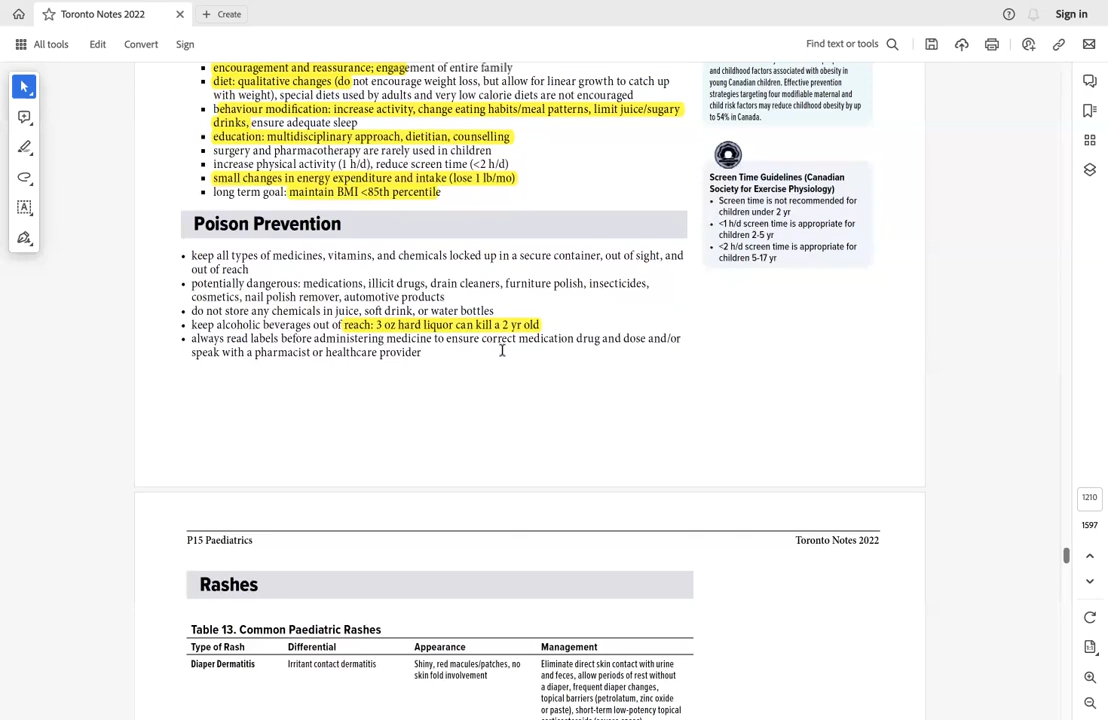 Toronto Notes 2022
Create
Sign in
All tools
Edit
Convert
Sign
Find text or tools
encouragement and reassurance; engagement of entire family
▪ diet: qualitative changes (do not encourage weight loss, but allow for linear growth to catch up
with weight), special diets used by adults and very low calorie diets are not encouraged
▪ behaviour modification: increase activity, change eating habits/meal patterns, limit juice/sugary
drinks, ensure adequate sleep
▪ education: multidisciplinary approach, dietitian, counselling
▪ surgery and pharmacotherapy are rarely used in children
▪ increase physical activity (1 h/d), reduce screen time (<2 h/d)
▪ small changes in energy expenditure and intake (lose 1 lb/mo)
▪ long term goal: maintain BMI <85th percentile
and childhood factors associated with obesity in
young Canadian children. Effective prevention
strategies targeting four modifiable maternal and
child risk factors may reduce childhood obesity by up
to 54% in Canada.
Screen Time Guidelines (Canadian
Society for Exercise Physiology)
• Screen time is not recommended for
children under 2 yr
• <1 h/d screen time is appropriate for
children 2-5 yr
• <2 h/d screen time is appropriate for
children 5-17 yr
Poison Prevention
• keep all types of medicines, vitamins, and chemicals locked up in a secure container, out of sight, and
out of reach
• potentially dangerous: medications, illicit drugs, drain cleaners, furniture polish, insecticides,
cosmetics, nail polish remover, automotive products
• do not store any chemicals in juice, soft drink, or water bottles
• keep alcoholic beverages out of reach: 3 oz hard liquor can kill a 2 yr old
• always read labels before administering medicine to ensure correct medication drug and dose and/or
speak with a pharmacist or healthcare provider
1210
1597
P15 Paediatrics
Toronto Notes 2022
Rashes
Table 13. Common Paediatric Rashes
Type of Rash Differential Appearance Management
Diaper Dermatitis Irritant contact dermatitis Shiny, red macules/patches, no Eliminate direct skin contact with urine
skin fold involvement and feces, allow periods of rest without
a diaper, frequent diaper changes,
topical barriers (petrolatum, zinc oxide
or paste), short-term low-potency topical